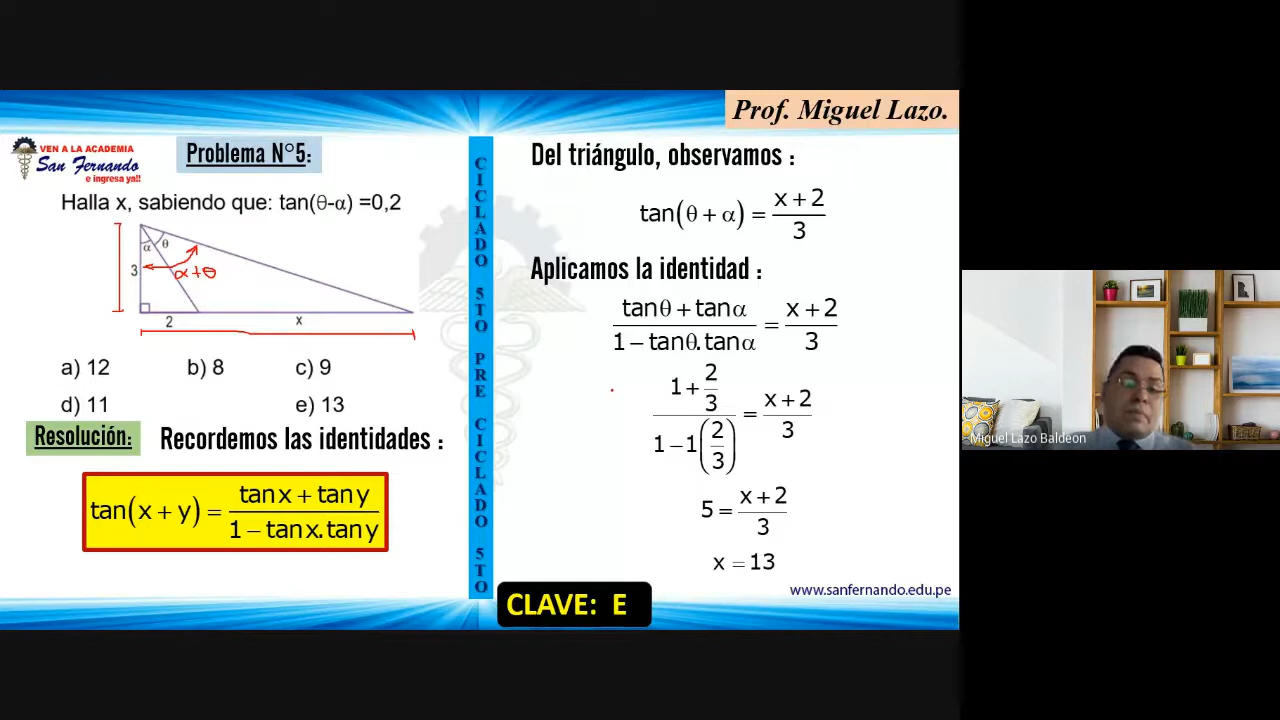 Prof. Miguel Lazo.
VEN A LA ACADEMIA
San Fernando
e ingresa ya!!
Problema N°5:
Halla x, sabiendo que: tan(θ-α) =0,2
α θ
3
α+θ
2 x
a) 12 b) 8 c) 9
d) 11 e) 13
Resolución: Recordemos las identidades :
tan(x + y) = (tanx + tany)/(1 − tanx.tany)
CICLADO 5TO PRE CICLADO 5TO
Del triángulo, observamos :
tan(θ + α) = (x + 2)/3
Aplicamos la identidad :
(tanθ + tanα)/(1 − tanθ.tanα) = (x + 2)/3
(1 + 2/3)/(1 − 1(2/3)) = (x + 2)/3
5 = (x + 2)/3
x = 13
www.sanfernando.edu.pe
CLAVE: E
Miguel Lazo Baldeon